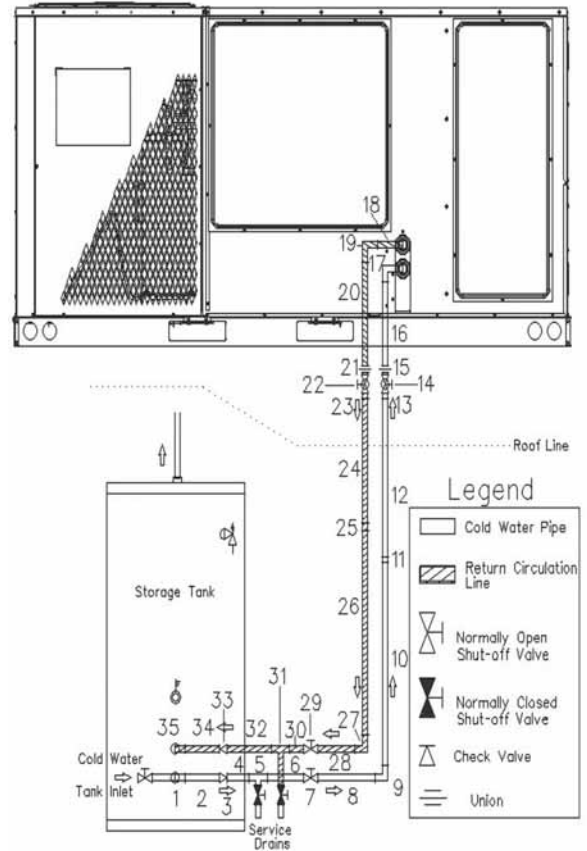 18
19
17
20
16
21
15
22
14
23
13
Roof Line
24
12
25
11
Storage Tank
26
10
31
33
29
27
35
34
32
30
28
Cold Water
Tank Inlet
1
2
3
4
5
6
7
8
9
Service
Drains
Legend
Cold Water Pipe
Return Circulation
Line
Normally Open
Shut-off Valve
Normally Closed
Shut-off Valve
Check Valve
Union